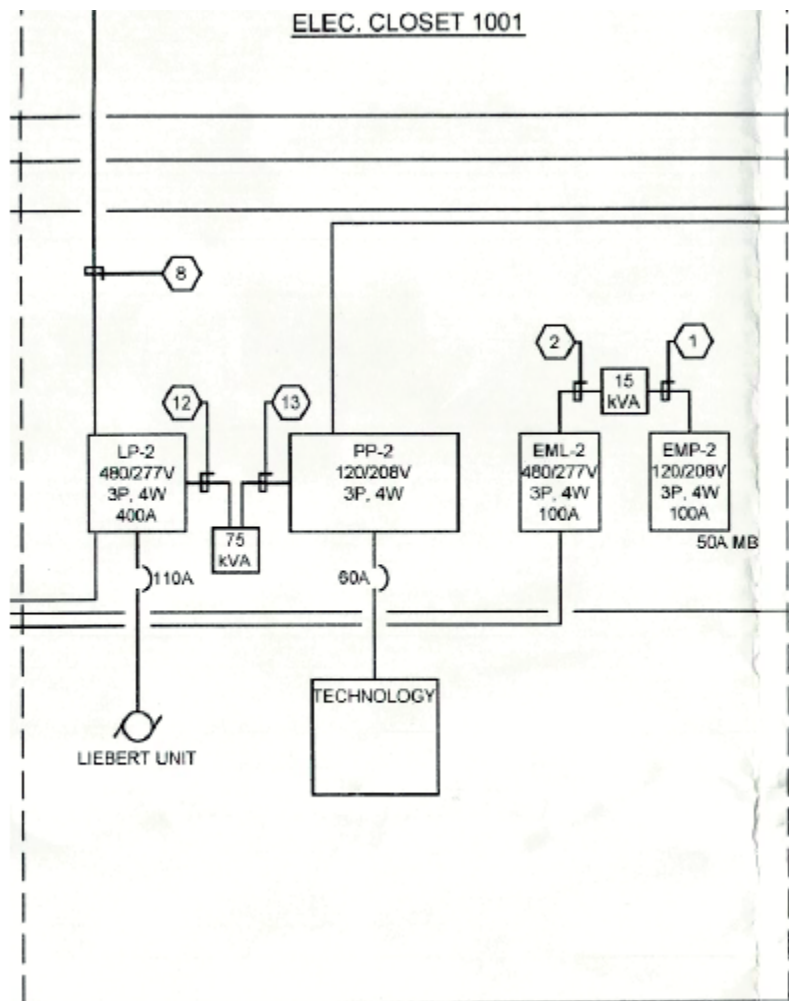 ELEC. CLOSET 1001
8
2
1
15
kVA
12
13
LP-2
480/277V
3P, 4W
400A
PP-2
120/208V
3P, 4W
EML-2
480/277V
3P, 4W
100A
EMP-2
120/208V
3P, 4W
100A
75
kVA
50A MB
110A
60A
TECHNOLOGY
LIEBERT UNIT